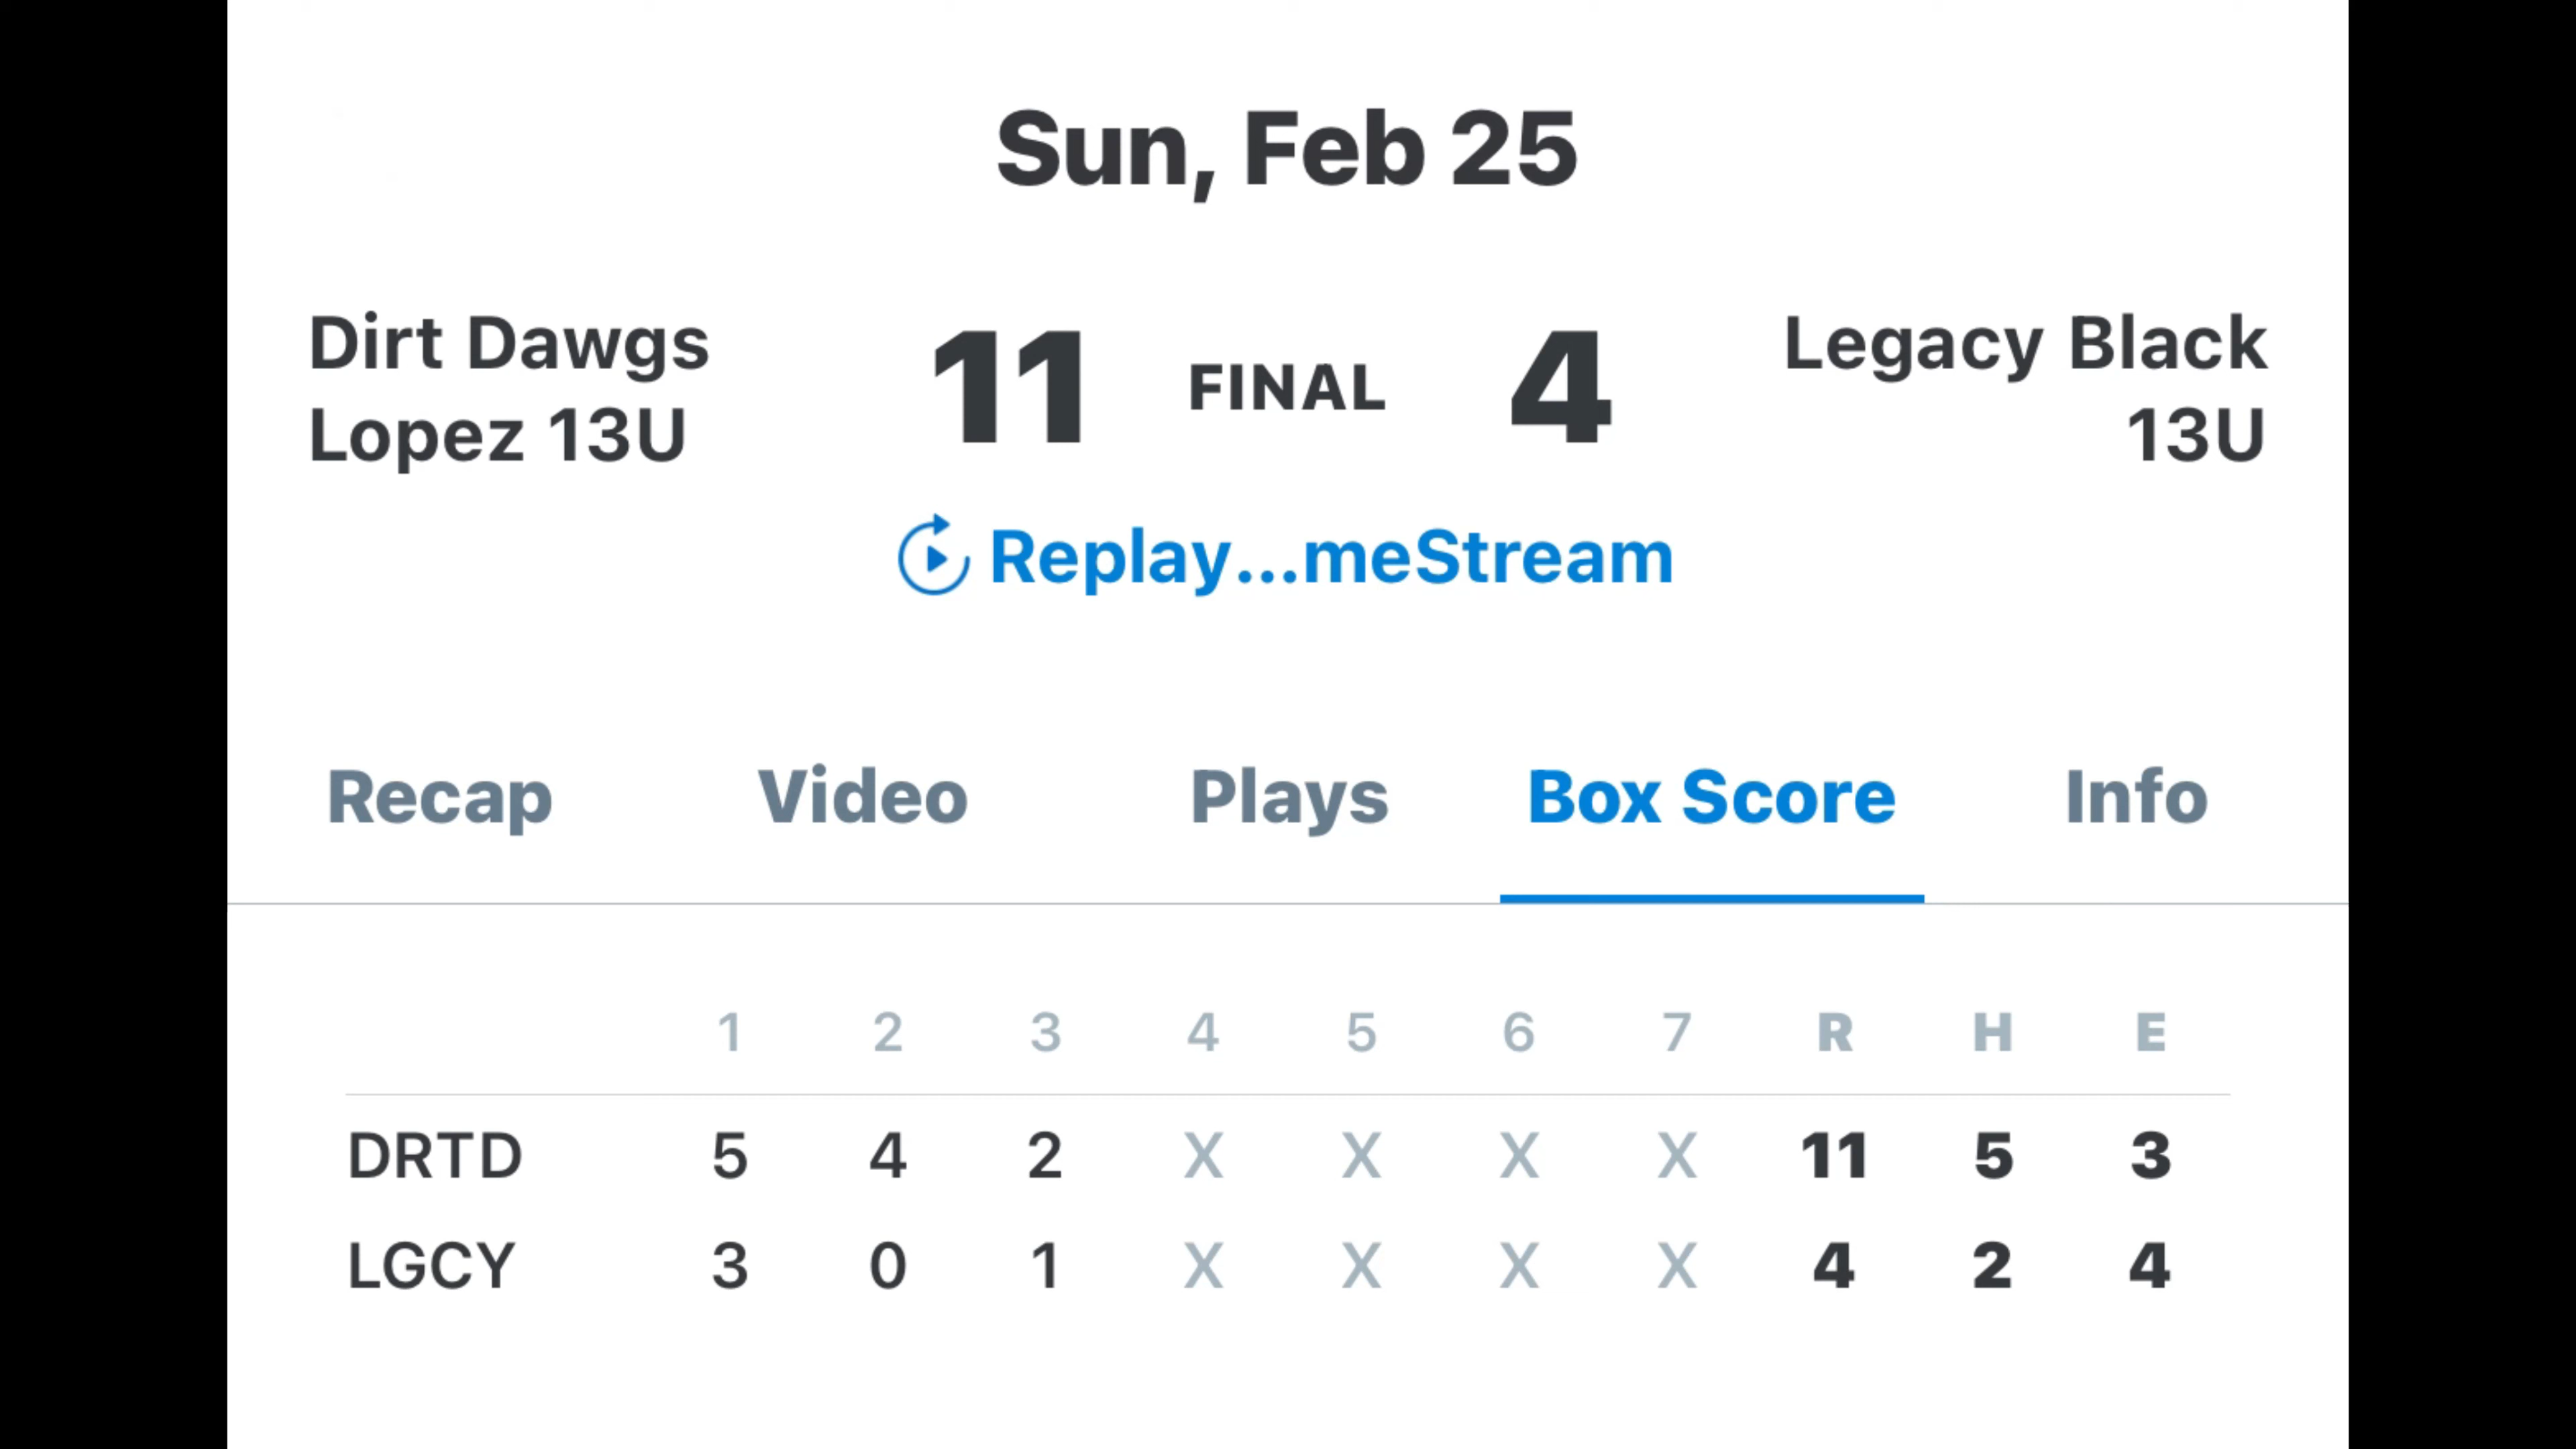 Sun, Feb 25
Dirt Dawgs
Lopez 13U
11 FINAL 4
Legacy Black
13U
Replay...meStream
Recap Video Plays Box Score Info
1 2 3 4 5 6 7 R H E
DRTD 5 4 2 X X X X 11 5 3
LGCY 3 0 1 X X X X 4 2 4